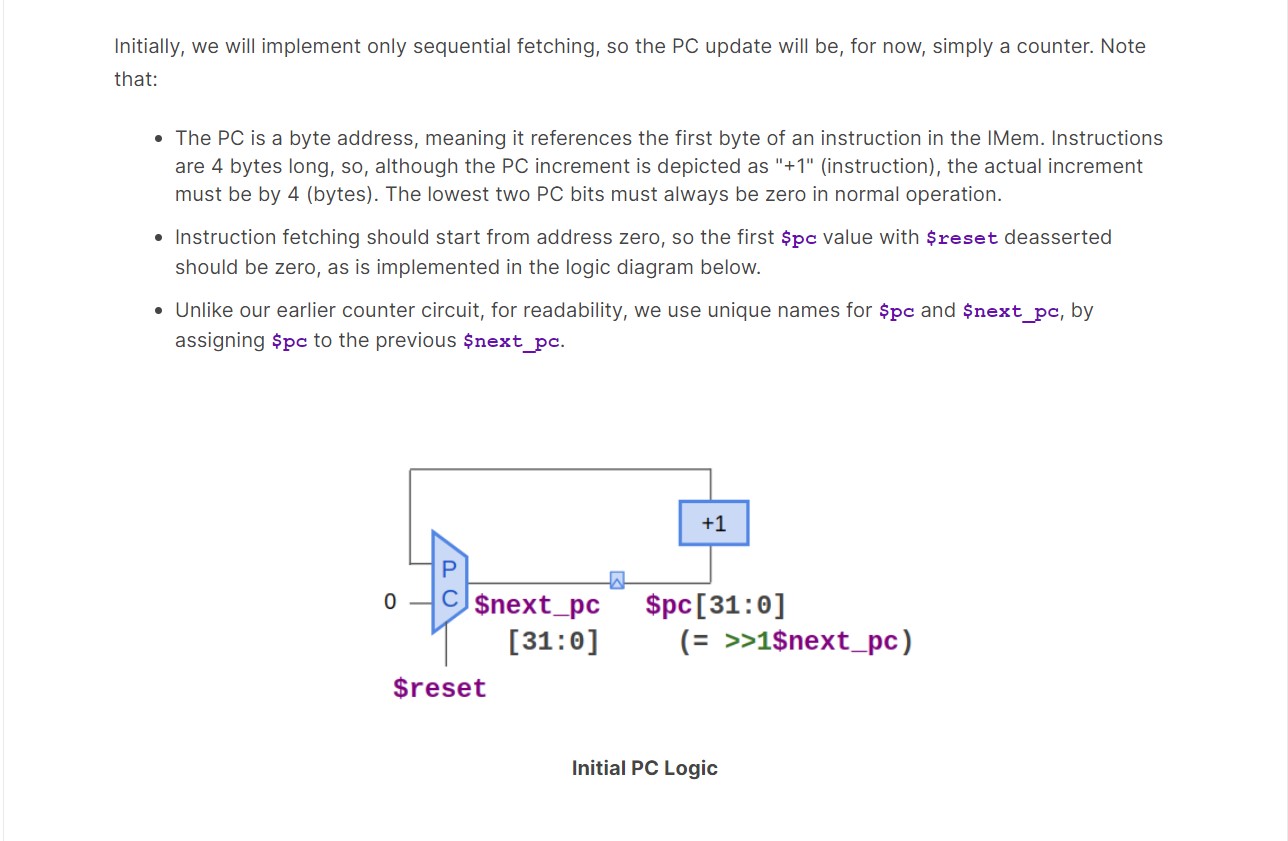 Initially, we will implement only sequential fetching, so the PC update will be, for now, simply a counter. Note
that:
• The PC is a byte address, meaning it references the first byte of an instruction in the IMem. Instructions
are 4 bytes long, so, although the PC increment is depicted as "+1" (instruction), the actual increment
must be by 4 (bytes). The lowest two PC bits must always be zero in normal operation.
• Instruction fetching should start from address zero, so the first $pc value with $reset deasserted
should be zero, as is implemented in the logic diagram below.
• Unlike our earlier counter circuit, for readability, we use unique names for $pc and $next_pc, by
assigning $pc to the previous $next_pc.
+1
P
C
0
$next_pc
[31:0]
$pc[31:0]
(= >>1$next_pc)
$reset
Initial PC Logic